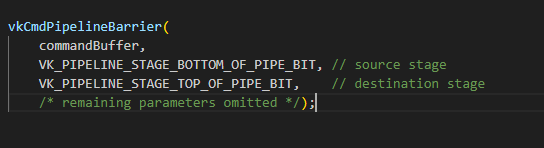 vkCmdPipelineBarrier(
    commandBuffer,
    VK_PIPELINE_STAGE_BOTTOM_OF_PIPE_BIT, // source stage
    VK_PIPELINE_STAGE_TOP_OF_PIPE_BIT,    // destination stage
    /* remaining parameters omitted */);